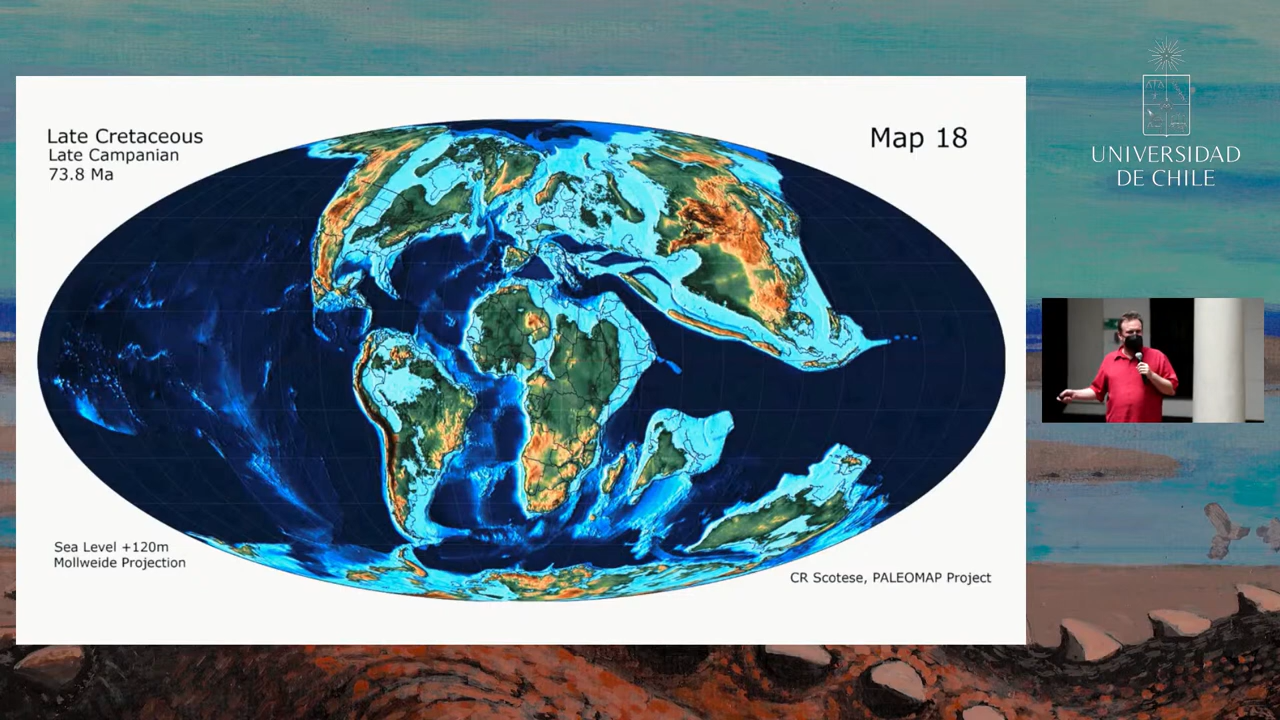 Late Cretaceous
Late Campanian
73.8 Ma
Map 18
Sea Level +120m
Mollweide Projection
CR Scotese, PALEOMAP Project
UNIVERSIDAD
DE CHILE